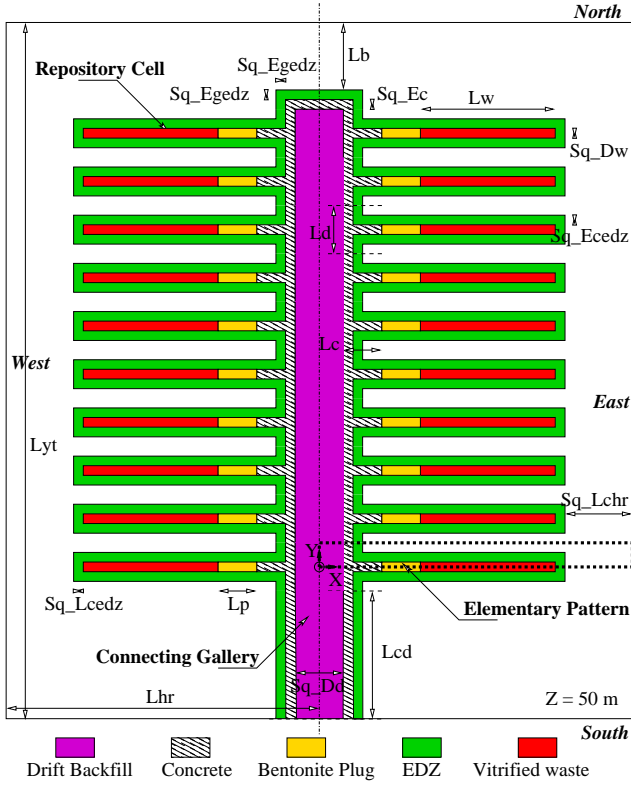 North
Sq_Egedz
Lb
Repository Cell
Sq_Egedz
Sq_Ec
Lw
Sq_Dw
Ld
Sq_Ecedz
Lc
West
East
Lyt
Sq_Lchr
Y
X
Sq_Lcedz
Lp
Elementary Pattern
Connecting Gallery
Lcd
Sq_Dd
Lhr
Z = 50 m
South
Drift Backfill
Concrete
Bentonite Plug
EDZ
Vitrified waste